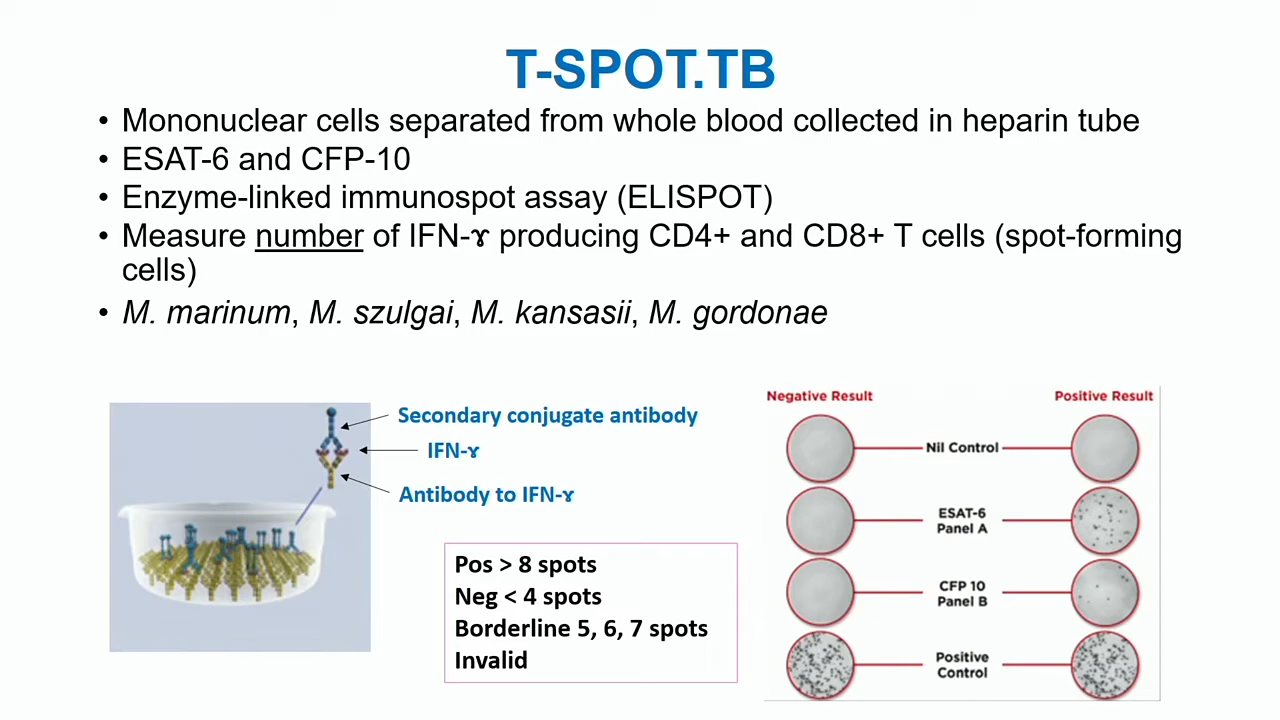 T-SPOT.TB
• Mononuclear cells separated from whole blood collected in heparin tube
• ESAT-6 and CFP-10
• Enzyme-linked immunospot assay (ELISPOT)
• Measure number of IFN-ɤ producing CD4+ and CD8+ T cells (spot-forming
cells)
• M. marinum, M. szulgai, M. kansasii, M. gordonae
Secondary conjugate antibody
IFN-ɤ
Antibody to IFN-ɤ
Pos > 8 spots
Neg < 4 spots
Borderline 5, 6, 7 spots
Invalid
Negative Result
Positive Result
Nil Control
ESAT-6
Panel A
CFP 10
Panel B
Positive
Control